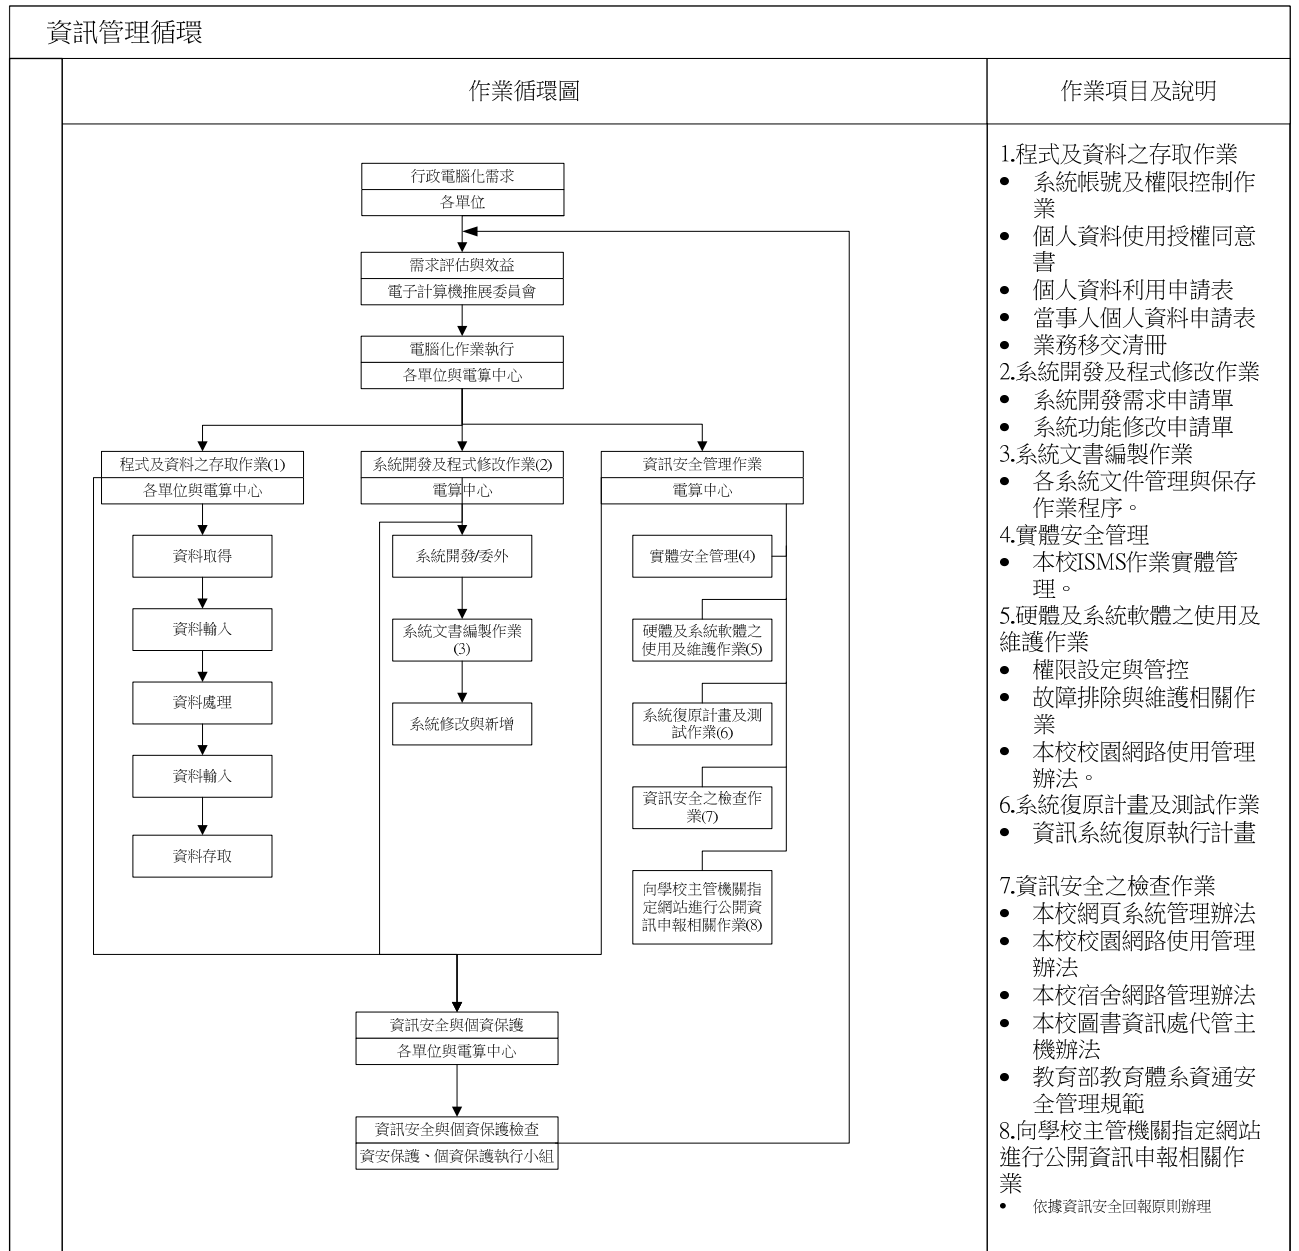 資訊管理循環
作業循環圖
作業項目及說明
行政電腦化需求
各單位
需求評估與效益
電子計算機推展委員會
電腦化作業執行
各單位與電算中心
程式及資料之存取作業(1)
各單位與電算中心
系統開發及程式修改作業(2)
電算中心
資訊安全管理作業
電算中心
資料取得
資料輸入
資料處理
資料輸入
資料存取
系統開發/委外
系統文書編製作業
(3)
系統修改與新增
實體安全管理(4)
硬體及系統軟體之
使用及維護作業(5)
系統復原計畫及測
試作業(6)
資訊安全之檢查作
業(7)
向學校主管機關指
定網站進行公開資
訊申報相關作業(8)
資訊安全與個資保護
各單位與電算中心
資訊安全與個資保護檢查
資安保護、個資保護執行小組
1.程式及資料之存取作業
• 系統帳號及權限控制作
業
• 個人資料使用授權同意
書
• 個人資料利用申請表
• 當事人個人資料申請表
• 業務移交清冊
2.系統開發及程式修改作業
• 系統開發需求申請單
• 系統功能修改申請單
3.系統文書編製作業
• 各系統文件管理與保存
作業程序。
4.實體安全管理
• 本校ISMS作業實體管
理。
5.硬體及系統軟體之使用及
維護作業
• 權限設定與管控
• 故障排除與維護相關作
業
• 本校校園網路使用管理
辦法。
6.系統復原計畫及測試作業
• 資訊系統復原執行計畫
7.資訊安全之檢查作業
• 本校網頁系統管理辦法
• 本校校園網路使用管理
辦法
• 本校宿舍網路管理辦法
• 本校圖書資訊處代管主
機辦法
• 教育部教育體系資通安
全管理規範
8.向學校主管機關指定網站
進行公開資訊申報相關作
業
• 依據資訊安全回報原則辦理